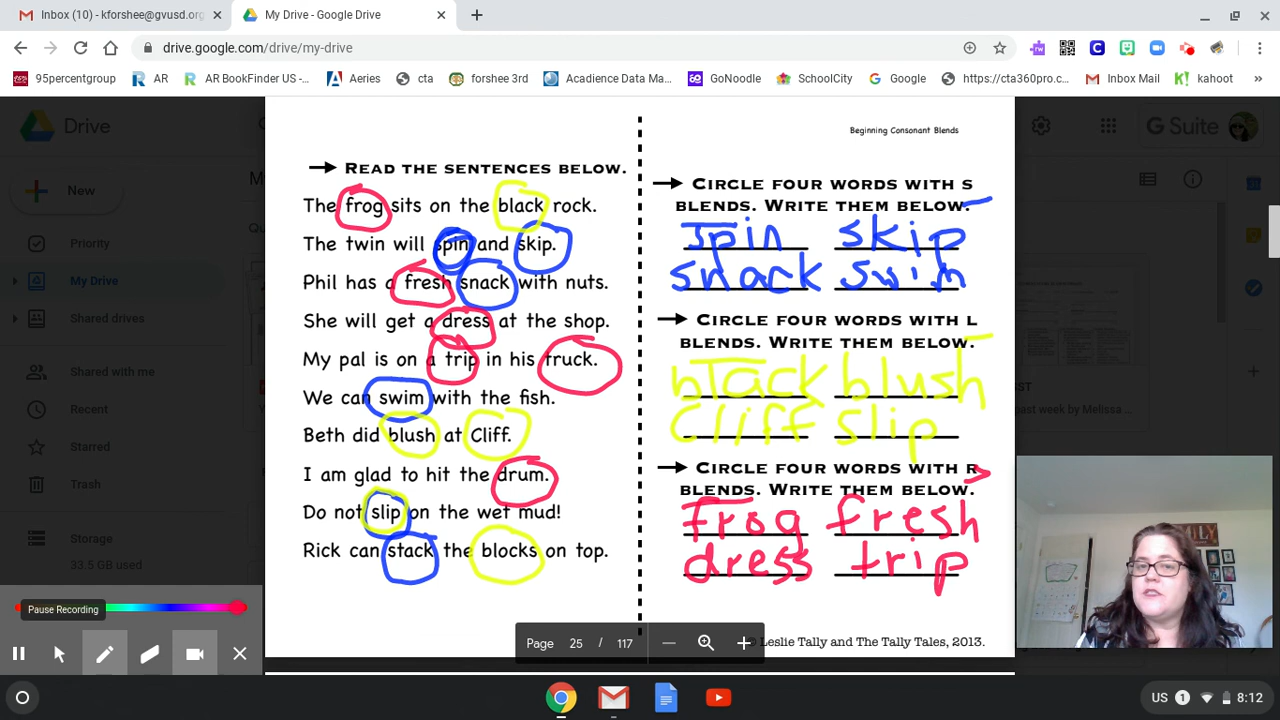 Inbox (10) - kforshee@gvusd.org
My Drive - Google Drive
drive.google.com/drive/my-drive
95percentgroup AR AR BookFinder US -... Aeries cta forshee 3rd Acadience Data Ma... GoNoodle SchoolCity Google https://cta360pro.c... Inbox Mail kahoot
Drive
G Suite
New
Priority
My Drive
Shared drives
Shared with me
Recent
Starred
Trash
Storage
33.5 GB used
Pause Recording
Beginning Consonant Blends
READ THE SENTENCES BELOW.
The frog sits on the black rock.
The twin will spin and skip.
Phil has a fresh snack with nuts.
She will get a dress at the shop.
My pal is on a trip in his truck.
We can swim with the fish.
Beth did blush at Cliff.
I am glad to hit the drum.
Do not slip on the wet mud!
Rick can stack the blocks on top.
CIRCLE FOUR WORDS WITH S
BLENDS. WRITE THEM BELOW.
spin skip
snack swim
CIRCLE FOUR WORDS WITH L
BLENDS. WRITE THEM BELOW.
black blush
Cliff slip
CIRCLE FOUR WORDS WITH R
BLENDS. WRITE THEM BELOW.
frog fresh
dress trip
Leslie Tally and The Tally Tales, 2013.
Page 25 / 117
past week by Melissa
US 1 8:12